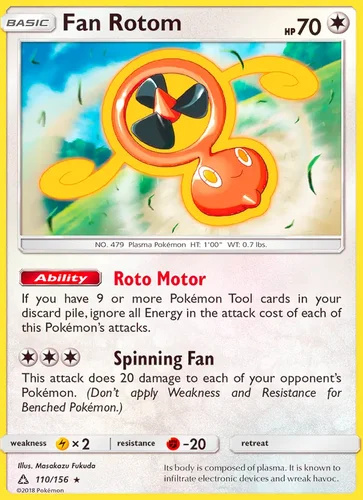 BASIC Fan Rotom HP 70
NO. 479 Plasma Pokémon HT: 1'00" WT: 0.7 lbs.
Ability Roto Motor
If you have 9 or more Pokémon Tool cards in your
discard pile, ignore all Energy in the attack cost of each of
this Pokémon's attacks.
Spinning Fan
This attack does 20 damage to each of your opponent's
Pokémon. (Don't apply Weakness and Resistance for
Benched Pokémon.)
weakness ×2 resistance -20 retreat
Illus. Masakazu Fukuda
110/156
©2018 Pokémon
Its body is composed of plasma. It is known to
infiltrate electronic devices and wreak havoc.